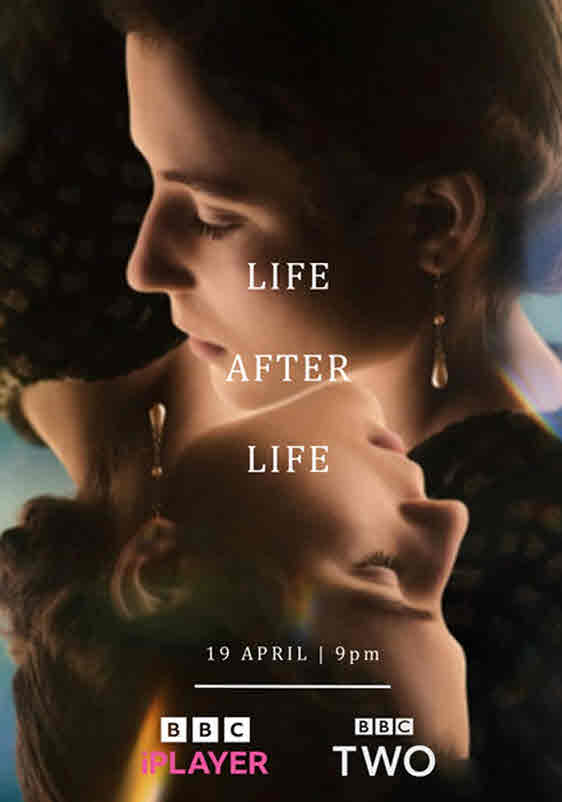 LIFE
AFTER
LIFE
19 APRIL | 9pm
BBC BBC
iPLAYER TWO